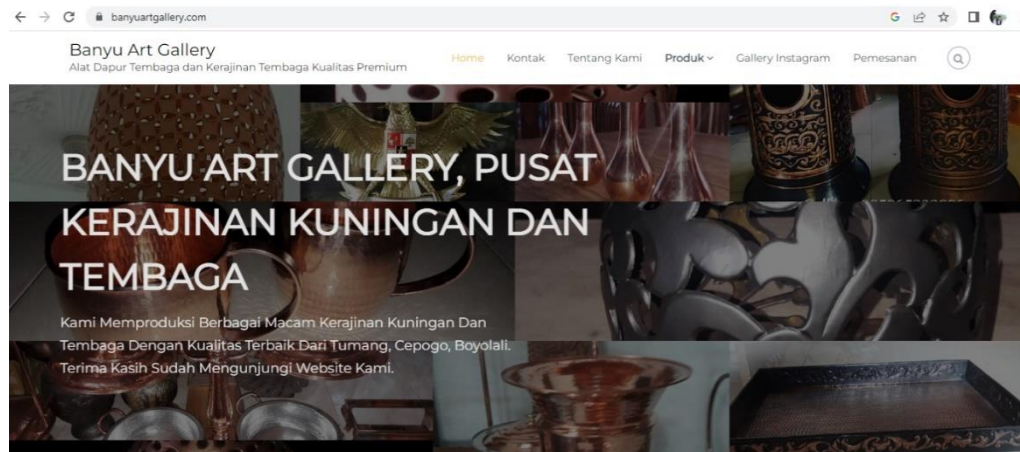 banyuartgallery.com
Banyu Art Gallery
Alat Dapur Tembaga dan Kerajinan Tembaga Kualitas Premium
Home Kontak Tentang Kami Produk Gallery Instagram Pemesanan
BANYU ART GALLERY, PUSAT
KERAJINAN KUNINGAN DAN
TEMBAGA
Kami Memproduksi Berbagai Macam Kerajinan Kuningan Dan
Tembaga Dengan Kualitas Terbaik Dari Tumang, Cepogo, Boyolali.
Terima Kasih Sudah Mengunjungi Website Kami.